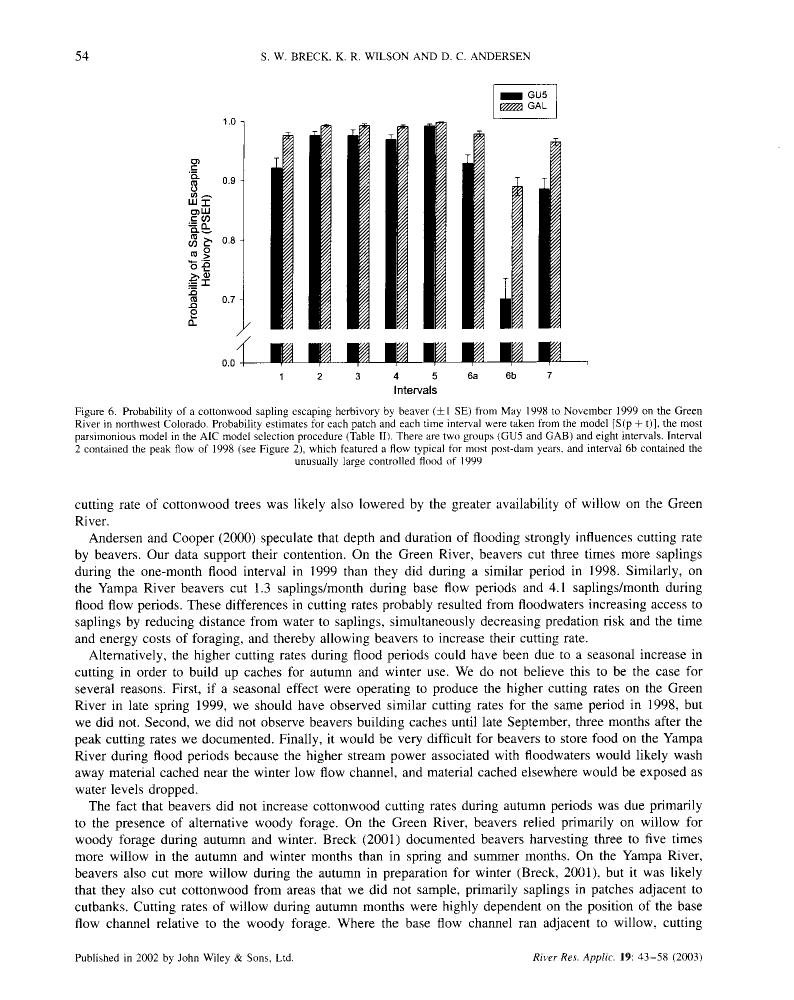 54
S. W. BRECK, K. R. WILSON AND D. C. ANDERSEN
GU5
GAL
1.0
0.9
0.8
0.7
0.0
Probability of a Sapling Escaping
Herbivory (PSEH)
1 2 3 4 5 6a 6b 7
Intervals
Figure 6. Probability of a cottonwood sapling escaping herbivory by beaver (±1 SE) from May 1998 to November 1999 on the Green
River in northwest Colorado. Probability estimates for each patch and each time interval were taken from the model [S(p + t)], the most
parsimonious model in the AIC model selection procedure (Table II). There are two groups (GU5 and GAB) and eight intervals. Interval
2 contained the peak flow of 1998 (see Figure 2), which featured a flow typical for most post-dam years, and interval 6b contained the
unusually large controlled flood of 1999
cutting rate of cottonwood trees was likely also lowered by the greater availability of willow on the Green
River.
Andersen and Cooper (2000) speculate that depth and duration of flooding strongly influences cutting rate
by beavers. Our data support their contention. On the Green River, beavers cut three times more saplings
during the one-month flood interval in 1999 than they did during a similar period in 1998. Similarly, on
the Yampa River beavers cut 1.3 saplings/month during base flow periods and 4.1 saplings/month during
flood flow periods. These differences in cutting rates probably resulted from floodwaters increasing access to
saplings by reducing distance from water to saplings, simultaneously decreasing predation risk and the time
and energy costs of foraging, and thereby allowing beavers to increase their cutting rate.
Alternatively, the higher cutting rates during flood periods could have been due to a seasonal increase in
cutting in order to build up caches for autumn and winter use. We do not believe this to be the case for
several reasons. First, if a seasonal effect were operating to produce the higher cutting rates on the Green
River in late spring 1999, we should have observed similar cutting rates for the same period in 1998, but
we did not. Second, we did not observe beavers building caches until late September, three months after the
peak cutting rates we documented. Finally, it would be very difficult for beavers to store food on the Yampa
River during flood periods because the higher stream power associated with floodwaters would likely wash
away material cached near the winter low flow channel, and material cached elsewhere would be exposed as
water levels dropped.
The fact that beavers did not increase cottonwood cutting rates during autumn periods was due primarily
to the presence of alternative woody forage. On the Green River, beavers relied primarily on willow for
woody forage during autumn and winter. Breck (2001) documented beavers harvesting three to five times
more willow in the autumn and winter months than in spring and summer months. On the Yampa River,
beavers also cut more willow during the autumn in preparation for winter (Breck, 2001), but it was likely
that they also cut cottonwood from areas that we did not sample, primarily saplings in patches adjacent to
cutbanks. Cutting rates of willow during autumn months were highly dependent on the position of the base
flow channel relative to the woody forage. Where the base flow channel ran adjacent to willow, cutting
Published in 2002 by John Wiley & Sons, Ltd.
River Res. Applic. 19: 43–58 (2003)